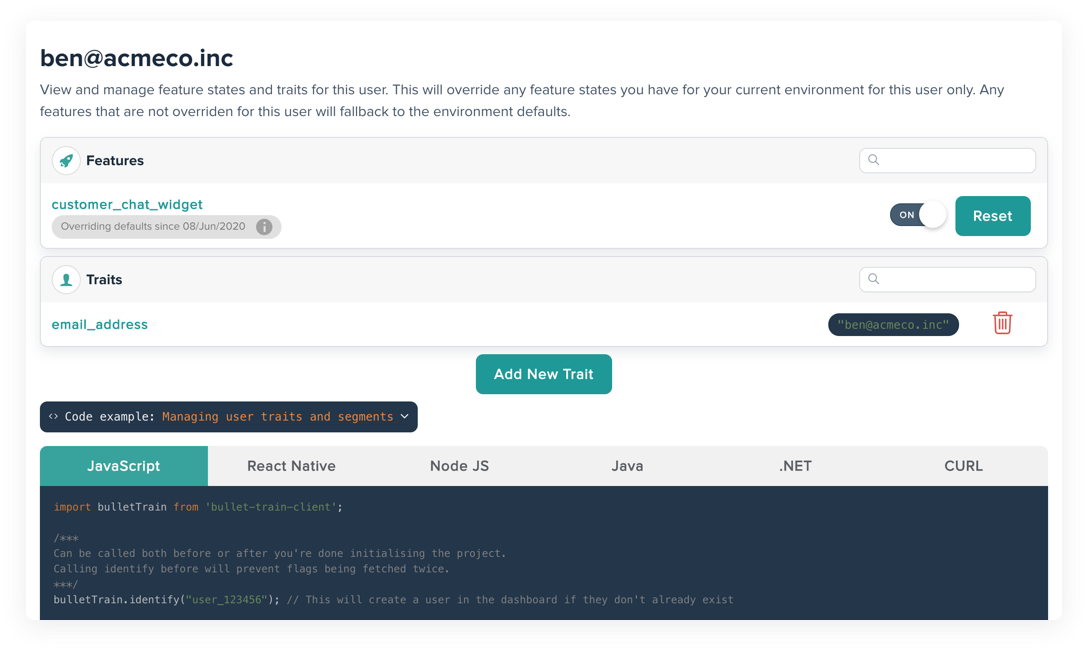 ben@acmeco.inc
View and manage feature states and traits for this user. This will override any feature states you have for your current environment for this user only. Any
features that are not overriden for this user will fallback to the environment defaults.
Features
customer_chat_widget
Overriding defaults since 08/Jun/2020
ON
Reset
Traits
email_address
"ben@acmeco.inc"
Add New Trait
<> Code example: Managing user traits and segments
JavaScript React Native Node JS Java .NET CURL
import bulletTrain from 'bullet-train-client';
/***
Can be called both before or after you're done initialising the project.
Calling identify before will prevent flags being fetched twice.
***/
bulletTrain.identify("user_123456"); // This will create a user in the dashboard if they don't already exist